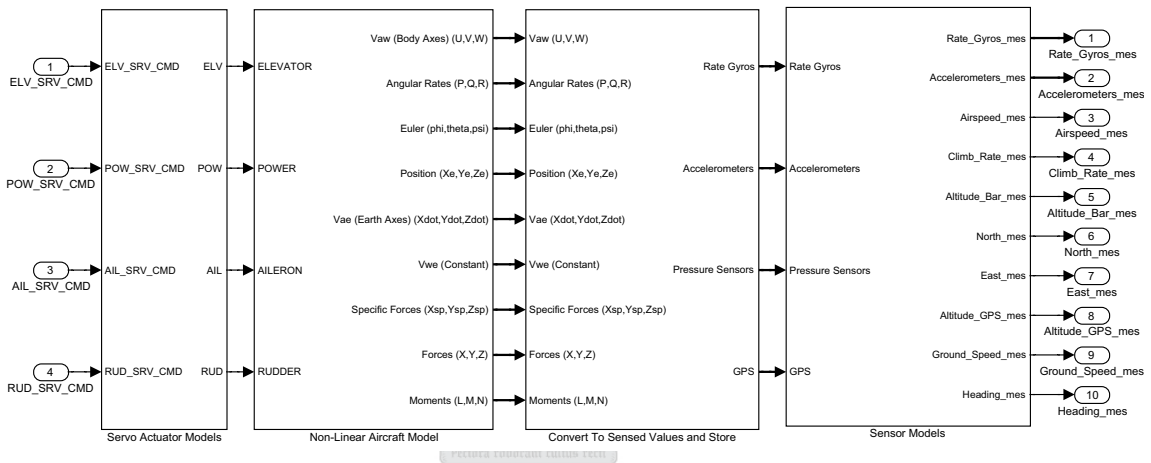 1
ELV_SRV_CMD
2
POW_SRV_CMD
3
AIL_SRV_CMD
4
RUD_SRV_CMD
ELV_SRV_CMD
POW_SRV_CMD
AIL_SRV_CMD
RUD_SRV_CMD
ELV
POW
AIL
RUD
Servo Actuator Models
ELEVATOR
POWER
AILERON
RUDDER
Vaw (Body Axes) (U,V,W)
Angular Rates (P,Q,R)
Euler (phi,theta,psi)
Position (Xe,Ye,Ze)
Vae (Earth Axes) (Xdot,Ydot,Zdot)
Vwe (Constant)
Specific Forces (Xsp,Ysp,Zsp)
Forces (X,Y,Z)
Moments (L,M,N)
Non-Linear Aircraft Model
Vaw (U,V,W)
Angular Rates (P,Q,R)
Euler (phi,theta,psi)
Position (Xe,Ye,Ze)
Vae (Xdot,Ydot,Zdot)
Vwe (Constant)
Specific Forces (Xsp,Ysp,Zsp)
Forces (X,Y,Z)
Moments (L,M,N)
Rate Gyros
Accelerometers
Pressure Sensors
GPS
Convert To Sensed Values and Store
Rate Gyros
Accelerometers
Pressure Sensors
GPS
Rate_Gyros_mes
Accelerometers_mes
Airspeed_mes
Climb_Rate_mes
Altitude_Bar_mes
North_mes
East_mes
Altitude_GPS_mes
Ground_Speed_mes
Heading_mes
Sensor Models
1
Rate_Gyros_mes
2
Accelerometers_mes
3
Airspeed_mes
4
Climb_Rate_mes
5
Altitude_Bar_mes
6
North_mes
7
East_mes
8
Altitude_GPS_mes
9
Ground_Speed_mes
10
Heading_mes